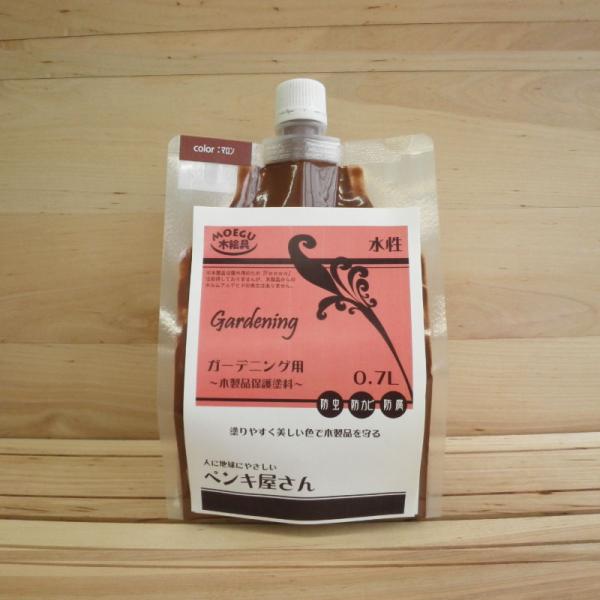 color：マロン
MOEGU
木絵具
水性
Gardening
ガーデニング用
～木製品保護塗料～
0.7L
防虫 防カビ 防腐
塗りやすく美しい色で木製品を守る
人に地球にやさしい
ペンキ屋さん